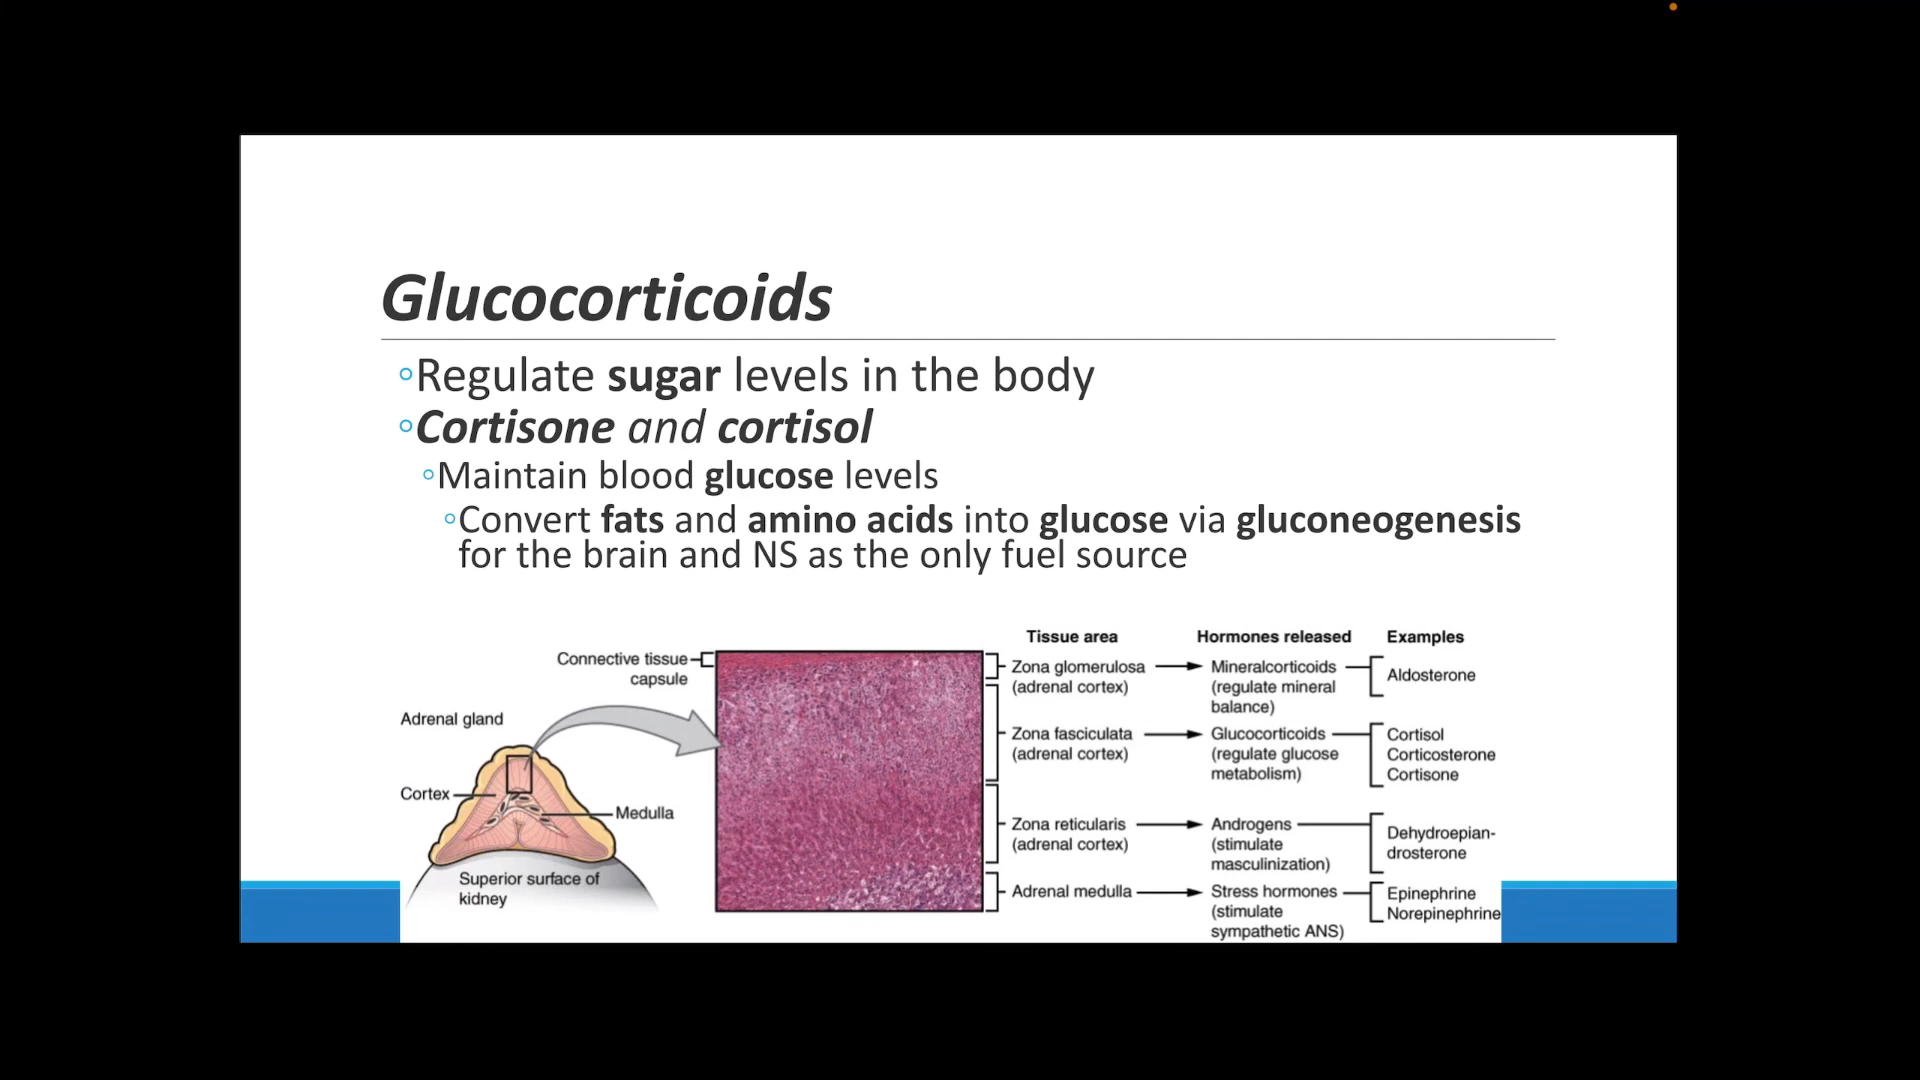 Glucocorticoids
◦Regulate sugar levels in the body
◦Cortisone and cortisol
◦Maintain blood glucose levels
◦Convert fats and amino acids into glucose via gluconeogenesis
for the brain and NS as the only fuel source
Connective tissue
capsule
Adrenal gland
Cortex
Medulla
Superior surface of
kidney
Tissue area
Hormones released
Examples
Zona glomerulosa
(adrenal cortex)
Mineralcorticoids
(regulate mineral
balance)
Aldosterone
Zona fasciculata
(adrenal cortex)
Glucocorticoids
(regulate glucose
metabolism)
Cortisol
Corticosterone
Cortisone
Zona reticularis
(adrenal cortex)
Androgens
(stimulate
masculinization)
Dehydroepian-
drosterone
Adrenal medulla
Stress hormones
(stimulate
sympathetic ANS)
Epinephrine
Norepinephrine